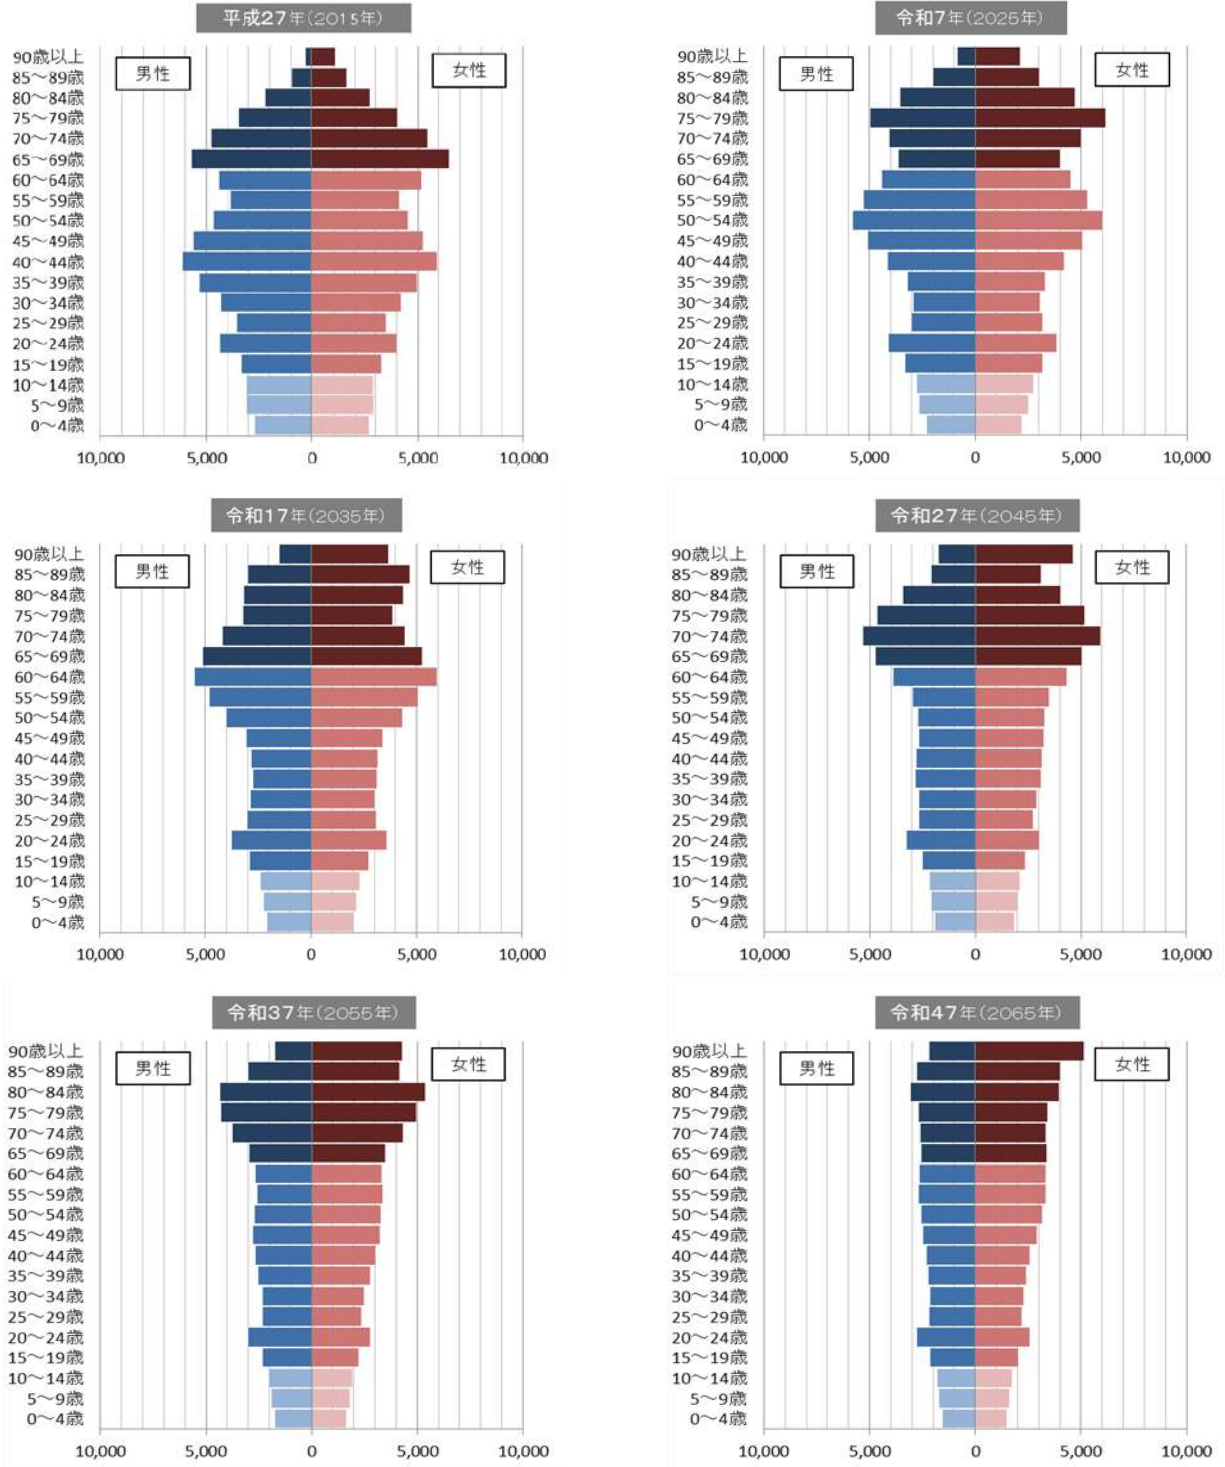 平成27年(2015年)
90歳以上
85～89歳
80～84歳
75～79歳
70～74歳
65～69歳
60～64歳
55～59歳
50～54歳
45～49歳
40～44歳
35～39歳
30～34歳
25～29歳
20～24歳
15～19歳
10～14歳
5～9歳
0～4歳
男性
女性
10,000 5,000 0 5,000 10,000
令和7年(2025年)
90歳以上
85～89歳
80～84歳
75～79歳
70～74歳
65～69歳
60～64歳
55～59歳
50～54歳
45～49歳
40～44歳
35～39歳
30～34歳
25～29歳
20～24歳
15～19歳
10～14歳
5～9歳
0～4歳
男性
女性
10,000 5,000 0 5,000 10,000
令和17年(2035年)
90歳以上
85～89歳
80～84歳
75～79歳
70～74歳
65～69歳
60～64歳
55～59歳
50～54歳
45～49歳
40～44歳
35～39歳
30～34歳
25～29歳
20～24歳
15～19歳
10～14歳
5～9歳
0～4歳
男性
女性
10,000 5,000 0 5,000 10,000
令和27年(2045年)
90歳以上
85～89歳
80～84歳
75～79歳
70～74歳
65～69歳
60～64歳
55～59歳
50～54歳
45～49歳
40～44歳
35～39歳
30～34歳
25～29歳
20～24歳
15～19歳
10～14歳
5～9歳
0～4歳
男性
女性
10,000 5,000 0 5,000 10,000
令和37年(2055年)
90歳以上
85～89歳
80～84歳
75～79歳
70～74歳
65～69歳
60～64歳
55～59歳
50～54歳
45～49歳
40～44歳
35～39歳
30～34歳
25～29歳
20～24歳
15～19歳
10～14歳
5～9歳
0～4歳
男性
女性
10,000 5,000 0 5,000 10,000
令和47年(2065年)
90歳以上
85～89歳
80～84歳
75～79歳
70～74歳
65～69歳
60～64歳
55～59歳
50～54歳
45～49歳
40～44歳
35～39歳
30～34歳
25～29歳
20～24歳
15～19歳
10～14歳
5～9歳
0～4歳
男性
女性
10,000 5,000 0 5,000 10,000